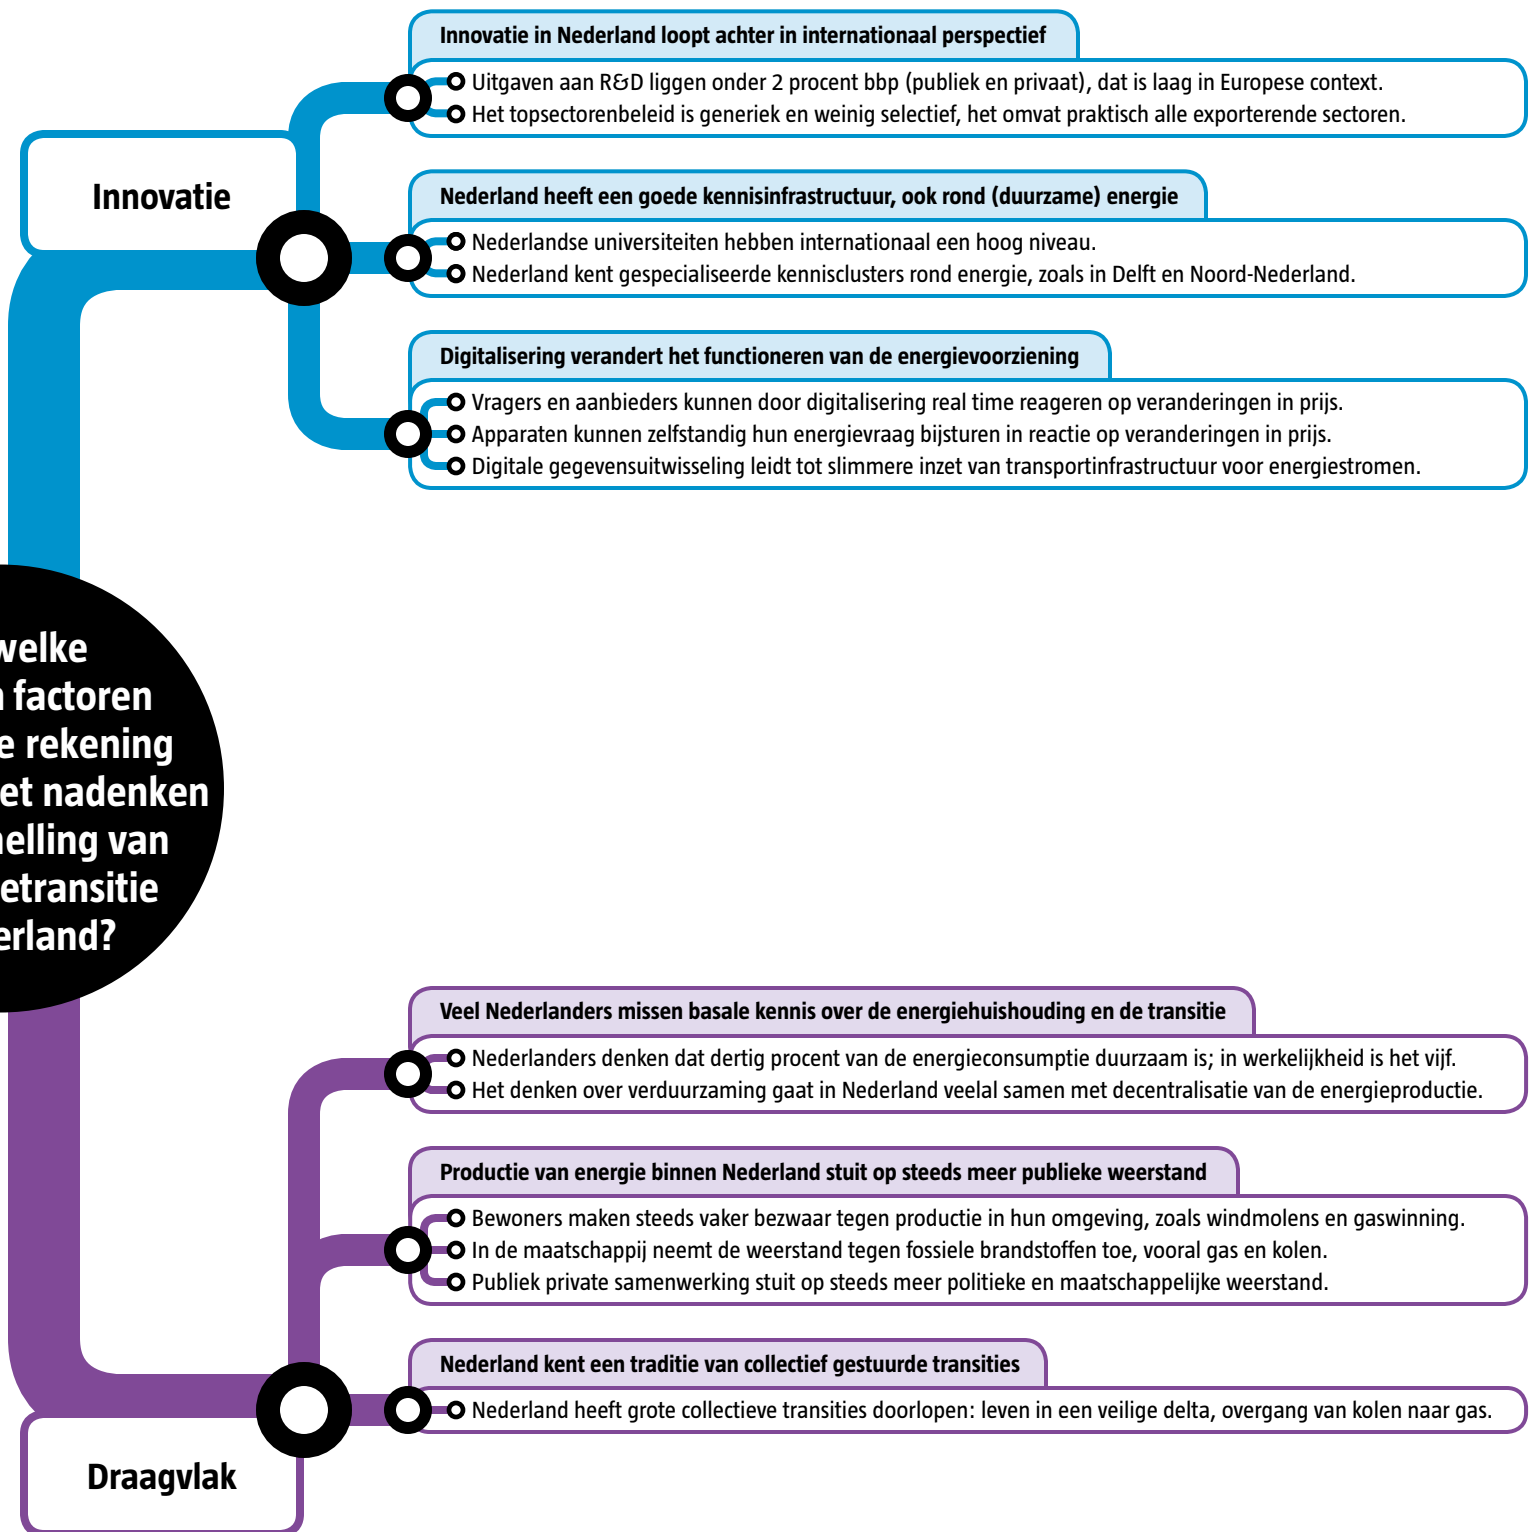 Innovatie
Innovatie in Nederland loopt achter in internationaal perspectief
Uitgaven aan R&D liggen onder 2 procent bbp (publiek en privaat), dat is laag in Europese context.
Het topsectorenbeleid is generiek en weinig selectief, het omvat praktisch alle exporterende sectoren.
Nederland heeft een goede kennisinfrastructuur, ook rond (duurzame) energie
Nederlandse universiteiten hebben internationaal een hoog niveau.
Nederland kent gespecialiseerde kennisclusters rond energie, zoals in Delft en Noord-Nederland.
Digitalisering verandert het functioneren van de energievoorziening
Vragers en aanbieders kunnen door digitalisering real time reageren op veranderingen in prijs.
Apparaten kunnen zelfstandig hun energievraag bijsturen in reactie op veranderingen in prijs.
Digitale gegevensuitwisseling leidt tot slimmere inzet van transportinfrastructuur voor energiestromen.
welke
factoren
e rekening
et nadenken
elling van
etransitie
erland?
Veel Nederlanders missen basale kennis over de energiehuishouding en de transitie
Nederlanders denken dat dertig procent van de energieconsumptie duurzaam is; in werkelijkheid is het vijf.
Het denken over verduurzaming gaat in Nederland veelal samen met decentralisatie van de energieproductie.
Productie van energie binnen Nederland stuit op steeds meer publieke weerstand
Bewoners maken steeds vaker bezwaar tegen productie in hun omgeving, zoals windmolens en gaswinning.
In de maatschappij neemt de weerstand tegen fossiele brandstoffen toe, vooral gas en kolen.
Publiek private samenwerking stuit op steeds meer politieke en maatschappelijke weerstand.
Nederland kent een traditie van collectief gestuurde transities
Nederland heeft grote collectieve transities doorlopen: leven in een veilige delta, overgang van kolen naar gas.
Draagvlak